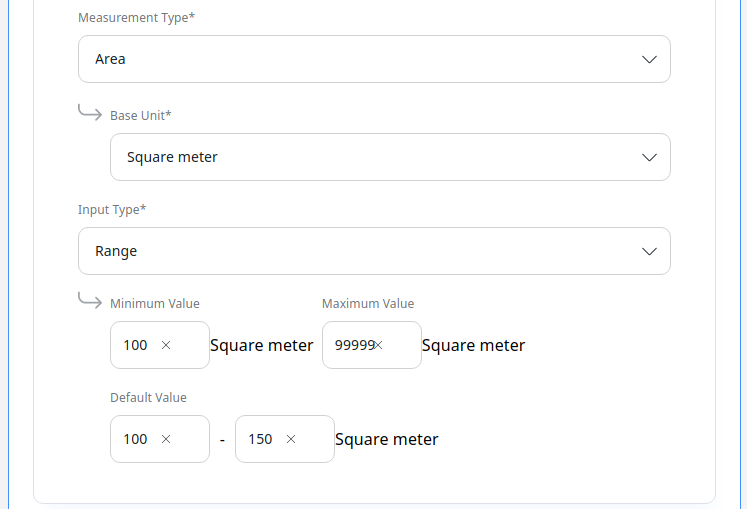 Measurement Type*
Area
Base Unit*
Square meter
Input Type*
Range
Minimum Value Maximum Value
100 Square meter 99999 Square meter
Default Value
100 - 150 Square meter